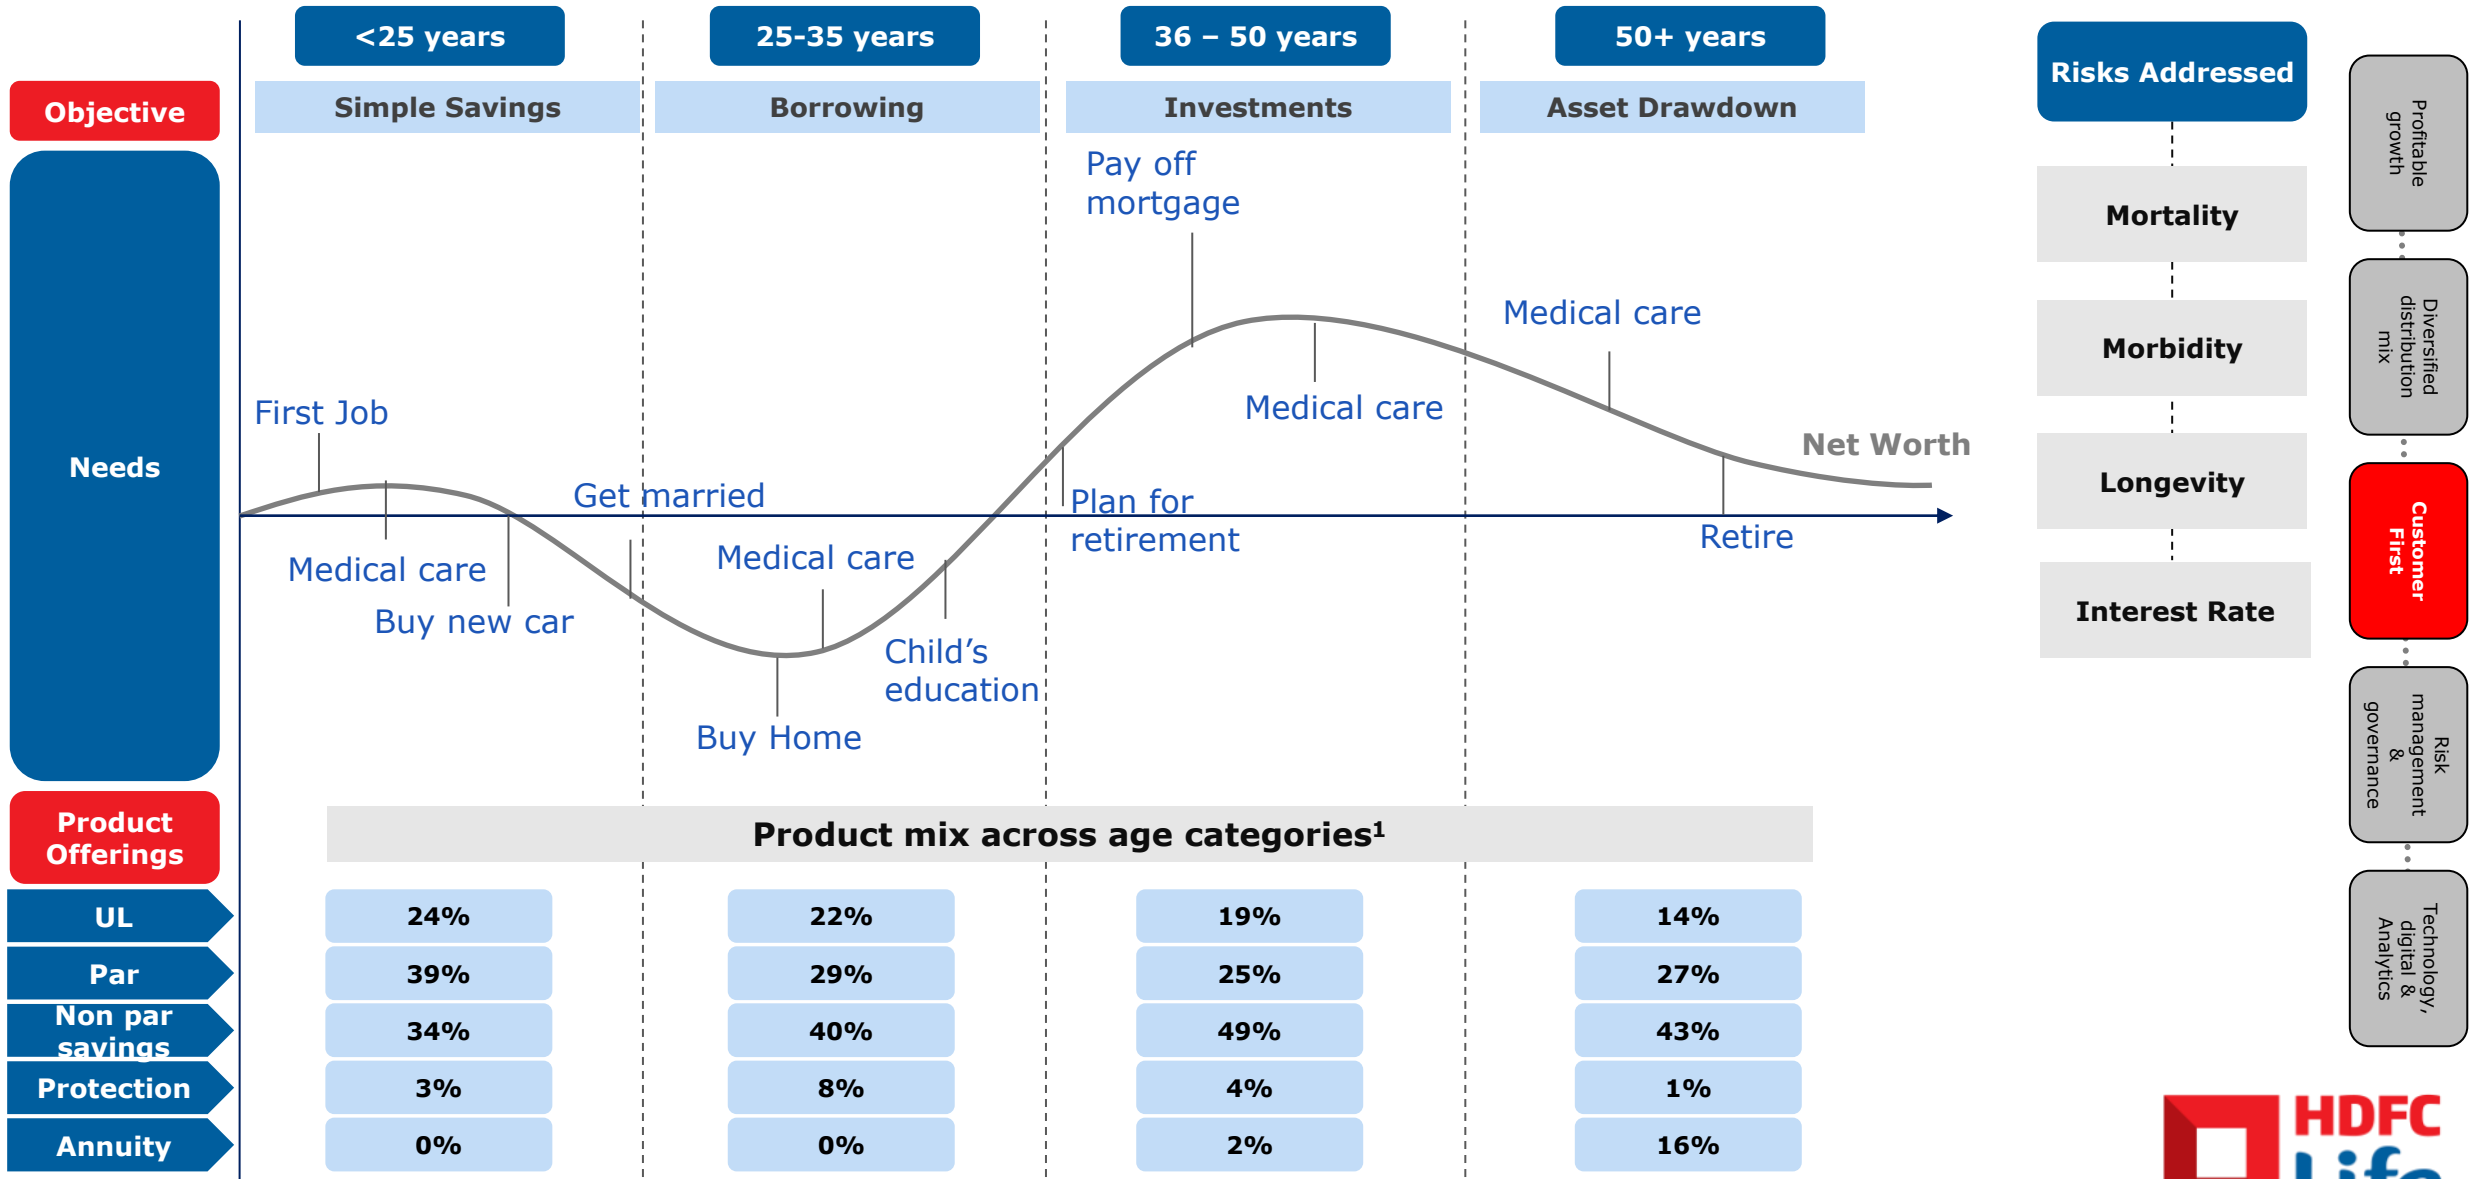 <25 years
25-35 years
36 – 50 years
50+ years
Risks Addressed
Objective
Simple Savings
Borrowing
Investments
Asset Drawdown
Needs
Pay off
mortgage
First Job
Medical care
Buy new car
Get married
Medical care
Buy Home
Child’s
education
Plan for
retirement
Medical care
Medical care
Net Worth
Retire
Mortality
Morbidity
Longevity
Interest Rate
Profitable
growth
Diversified
distribution
mix
Customer
First
Risk
management
&
governance
Technology,
digital &
Analytics
Product
Offerings
Product mix across age categories¹
UL
24%
22%
19%
14%
Par
39%
29%
25%
27%
Non par
savings
34%
40%
49%
43%
Protection
3%
8%
4%
1%
Annuity
0%
0%
2%
16%
HDFC
Life